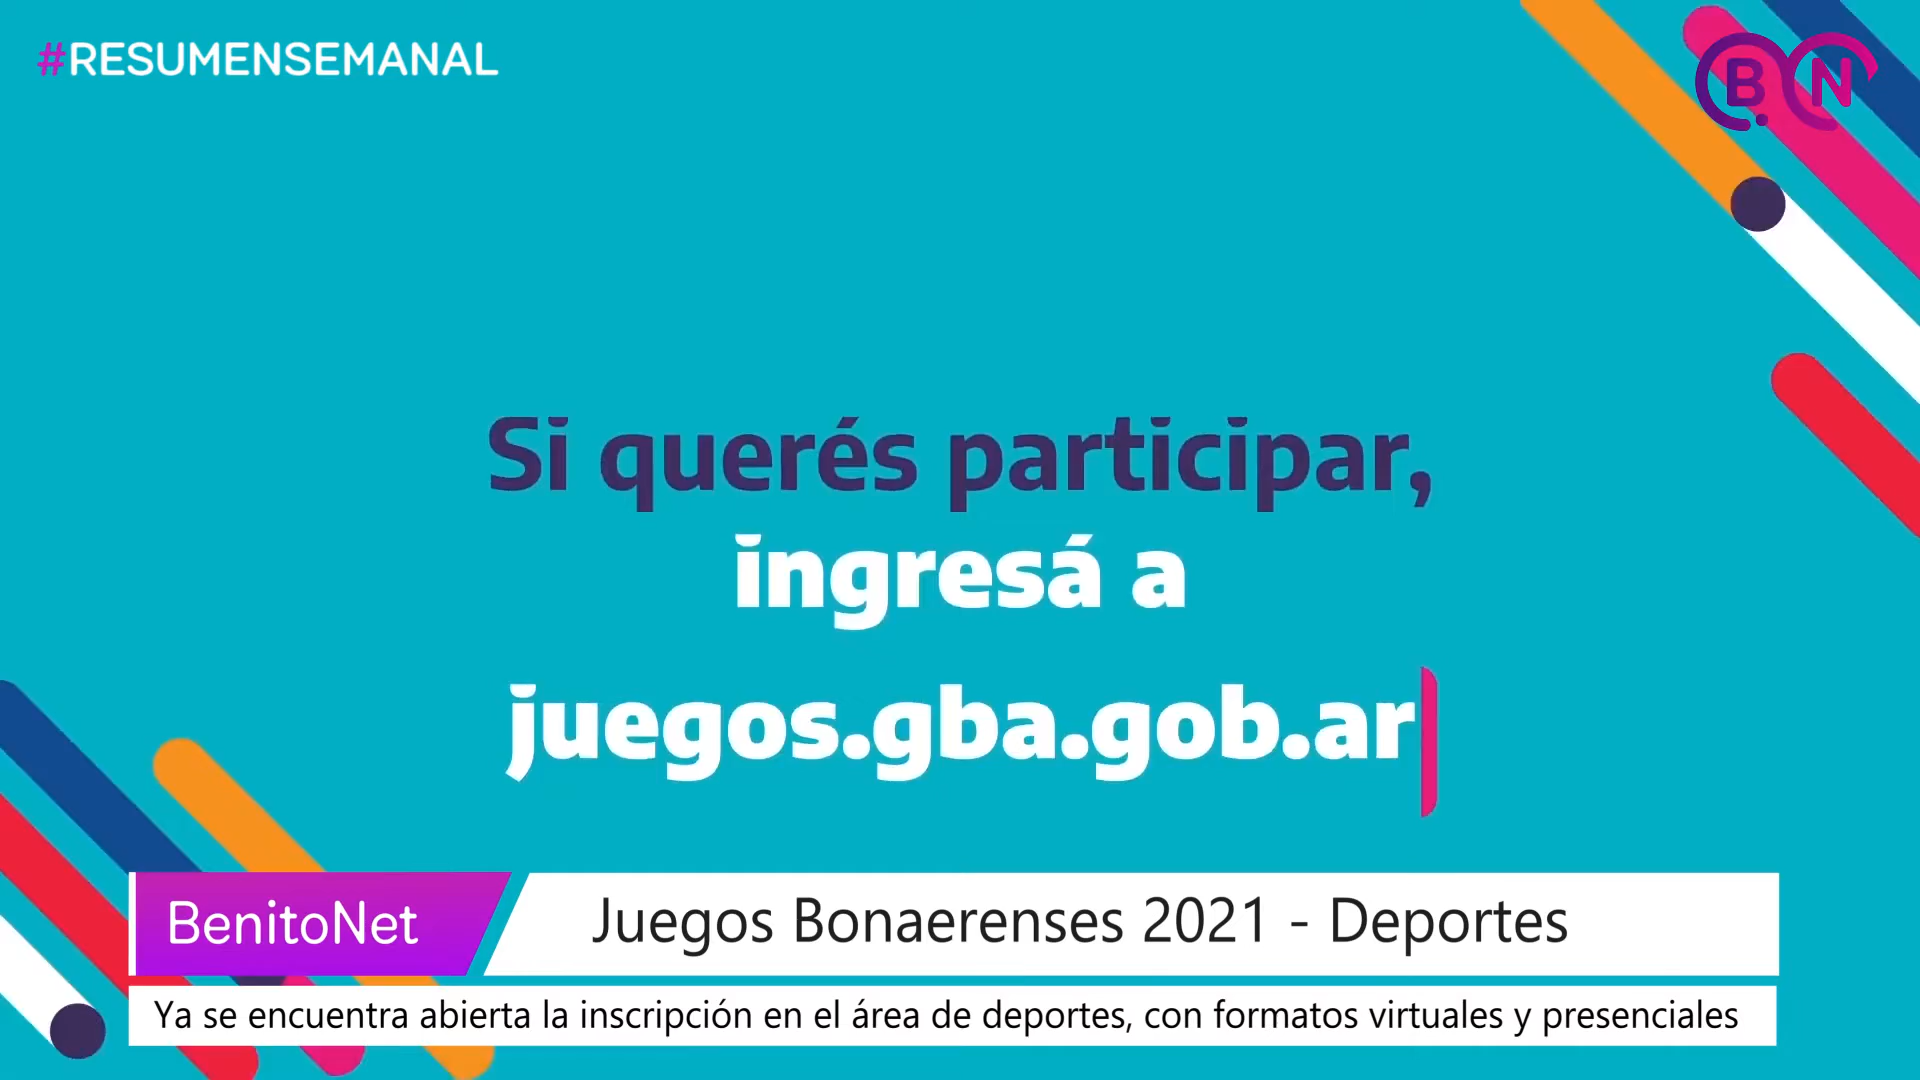 #RESUMENSEMANAL
B.N
Si querés participar,
ingresá a
juegos.gba.gob.ar
BenitoNet
Juegos Bonaerenses 2021 - Deportes
Ya se encuentra abierta la inscripción en el área de deportes, con formatos virtuales y presenciales